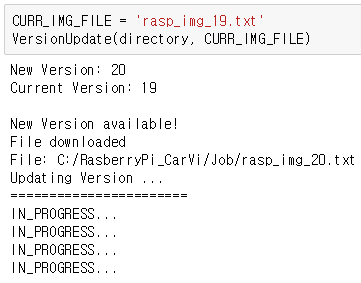 CURR_IMG_FILE = 'rasp_img_19.txt'
VersionUpdate(directory, CURR_IMG_FILE)
New Version: 20
Current Version: 19
New Version available!
File downloaded
File: C:/RasberryPi_CarVi/Job/rasp_img_20.txt
Updating Version ...
=======================
IN_PROGRESS...
IN_PROGRESS...
IN_PROGRESS...
IN_PROGRESS...